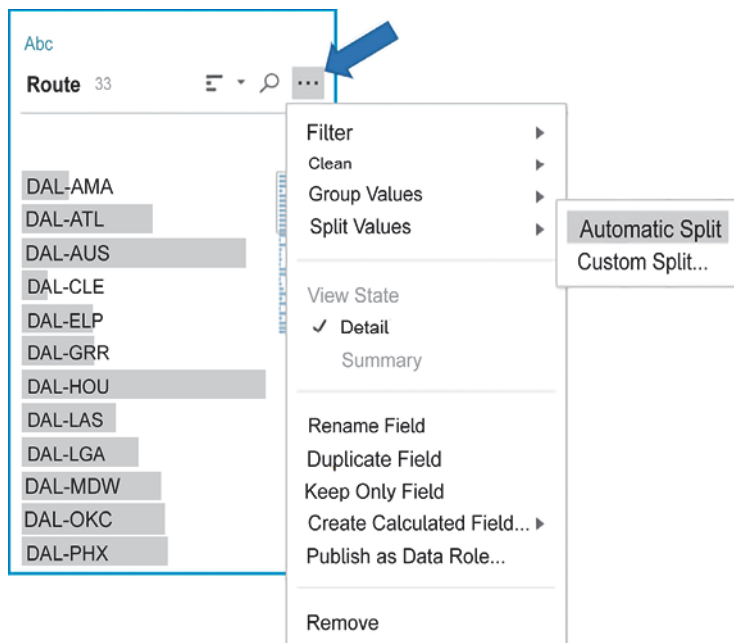 Abc
Route 33
DAL-AMA
DAL-ATL
DAL-AUS
DAL-CLE
DAL-ELP
DAL-GRR
DAL-HOU
DAL-LAS
DAL-LGA
DAL-MDW
DAL-OKC
DAL-PHX
Filter
Clean
Group Values
Split Values
Automatic Split
Custom Split...
View State
✓ Detail
Summary
Rename Field
Duplicate Field
Keep Only Field
Create Calculated Field...
Publish as Data Role...
Remove